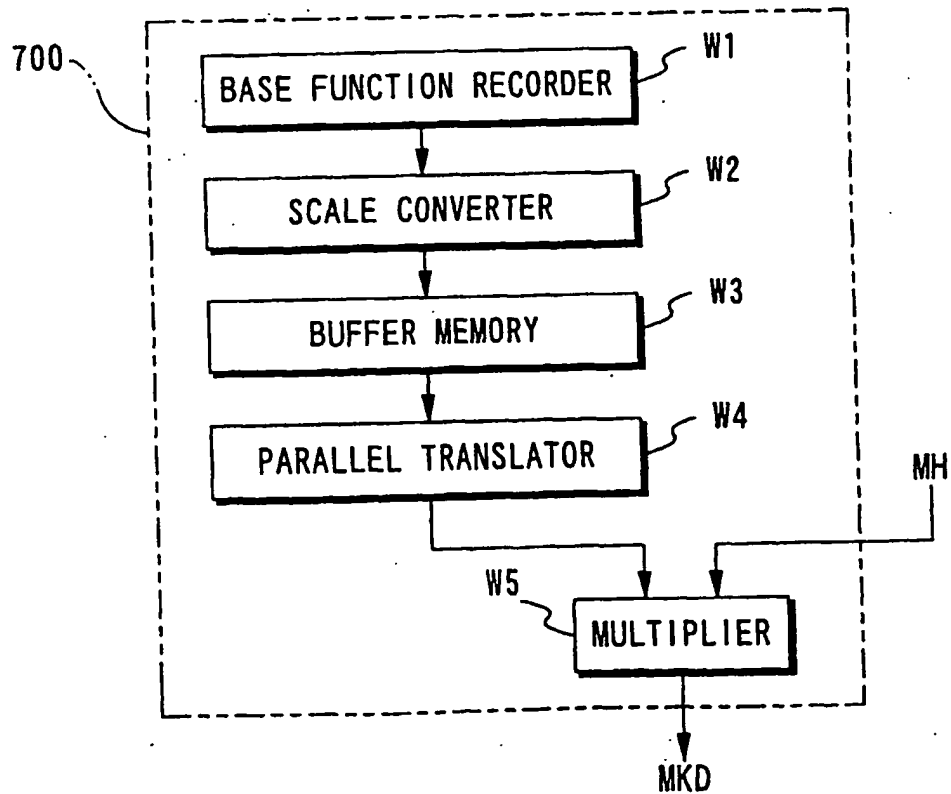 700
BASE FUNCTION RECORDER
W1
SCALE CONVERTER
W2
BUFFER MEMORY
W3
PARALLEL TRANSLATOR
W4
MH
W5
MULTIPLIER
MKD